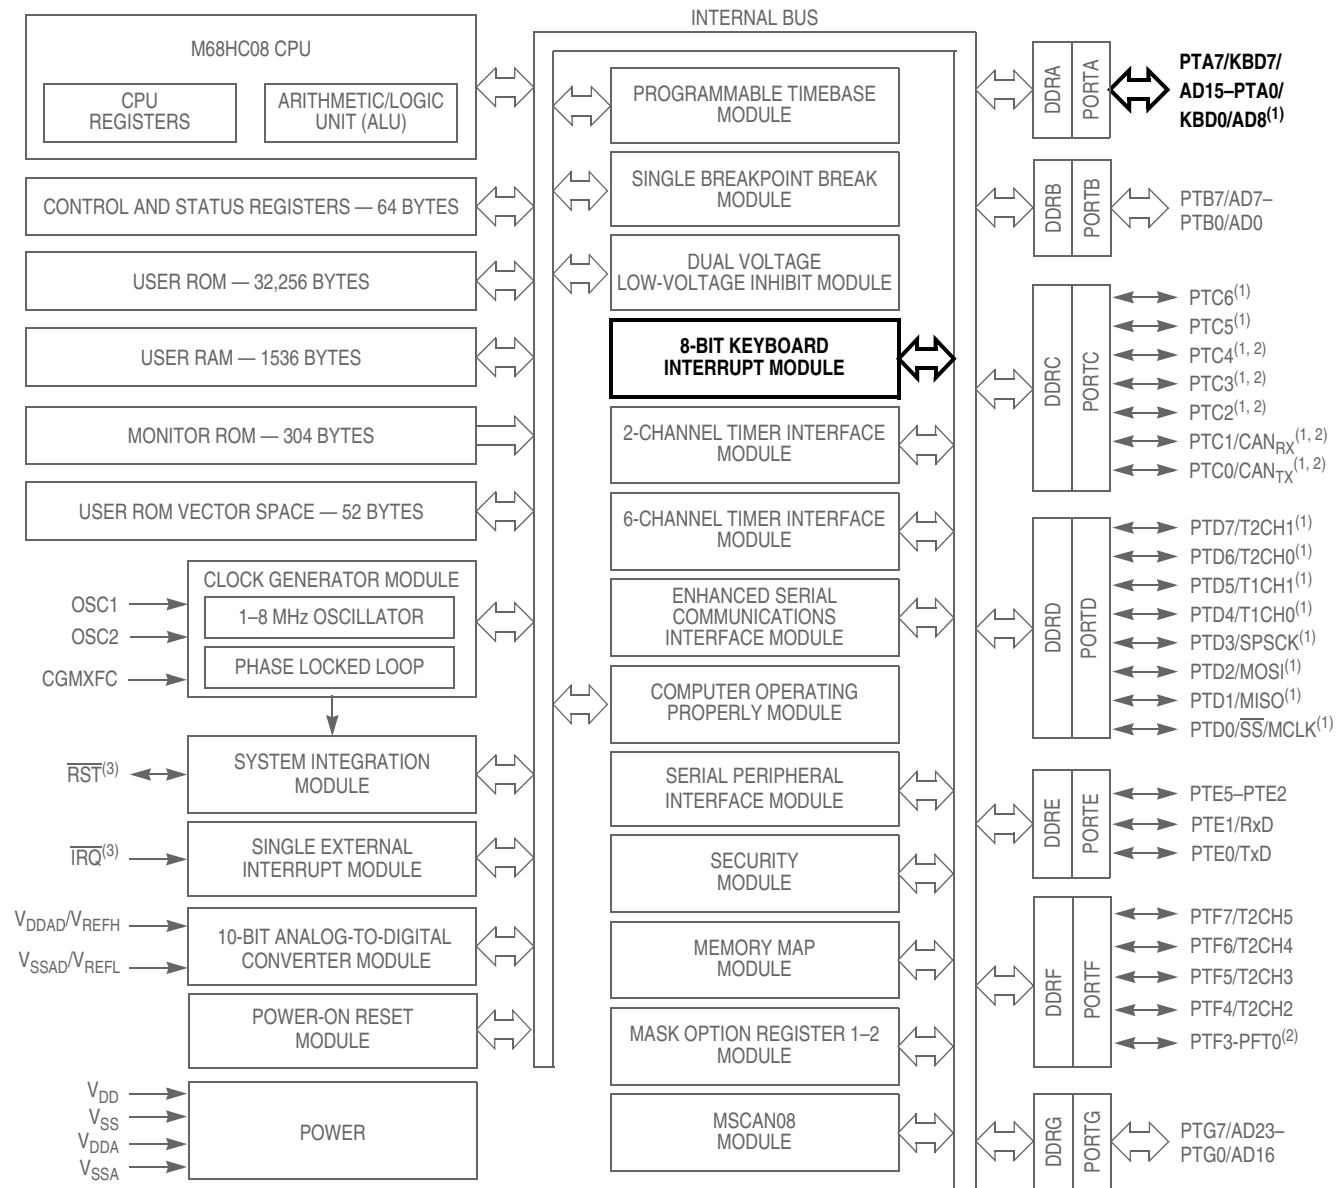 INTERNAL BUS
M68HC08 CPU
CPU
REGISTERS
ARITHMETIC/LOGIC
UNIT (ALU)
CONTROL AND STATUS REGISTERS — 64 BYTES
USER ROM — 32,256 BYTES
USER RAM — 1536 BYTES
MONITOR ROM — 304 BYTES
USER ROM VECTOR SPACE — 52 BYTES
CLOCK GENERATOR MODULE
1–8 MHz OSCILLATOR
PHASE LOCKED LOOP
OSC1
OSC2
CGMXFC
SYSTEM INTEGRATION
MODULE
RST(3)
SINGLE EXTERNAL
INTERRUPT MODULE
IRQ(3)
10-BIT ANALOG-TO-DIGITAL
CONVERTER MODULE
VDDAD/VREFH
VSSAD/VREFL
POWER-ON RESET
MODULE
POWER
VDD
VSS
VDDA
VSSA
PROGRAMMABLE TIMEBASE
MODULE
SINGLE BREAKPOINT BREAK
MODULE
DUAL VOLTAGE
LOW-VOLTAGE INHIBIT MODULE
8-BIT KEYBOARD
INTERRUPT MODULE
2-CHANNEL TIMER INTERFACE
MODULE
6-CHANNEL TIMER INTERFACE
MODULE
ENHANCED SERIAL
COMMUNICATIONS
INTERFACE MODULE
COMPUTER OPERATING
PROPERLY MODULE
SERIAL PERIPHERAL
INTERFACE MODULE
SECURITY
MODULE
MEMORY MAP
MODULE
MASK OPTION REGISTER 1–2
MODULE
MSCAN08
MODULE
DDRA
PORTA
PTA7/KBD7/
AD15–PTA0/
KBD0/AD8(1)
DDRB
PORTB
PTB7/AD7–
PTB0/AD0
DDRC
PORTC
PTC6(1)
PTC5(1)
PTC4(1, 2)
PTC3(1, 2)
PTC2(1, 2)
PTC1/CANRX(1, 2)
PTC0/CANTX(1, 2)
DDRD
PORTD
PTD7/T2CH1(1)
PTD6/T2CH0(1)
PTD5/T1CH1(1)
PTD4/T1CH0(1)
PTD3/SPSCK(1)
PTD2/MOSI(1)
PTD1/MISO(1)
PTD0/SS/MCLK(1)
DDRE
PORTE
PTE5–PTE2
PTE1/RxD
PTE0/TxD
DDRF
PORTF
PTF7/T2CH5
PTF6/T2CH4
PTF5/T2CH3
PTF4/T2CH2
PTF3-PFT0(2)
DDRG
PORTG
PTG7/AD23–
PTG0/AD16